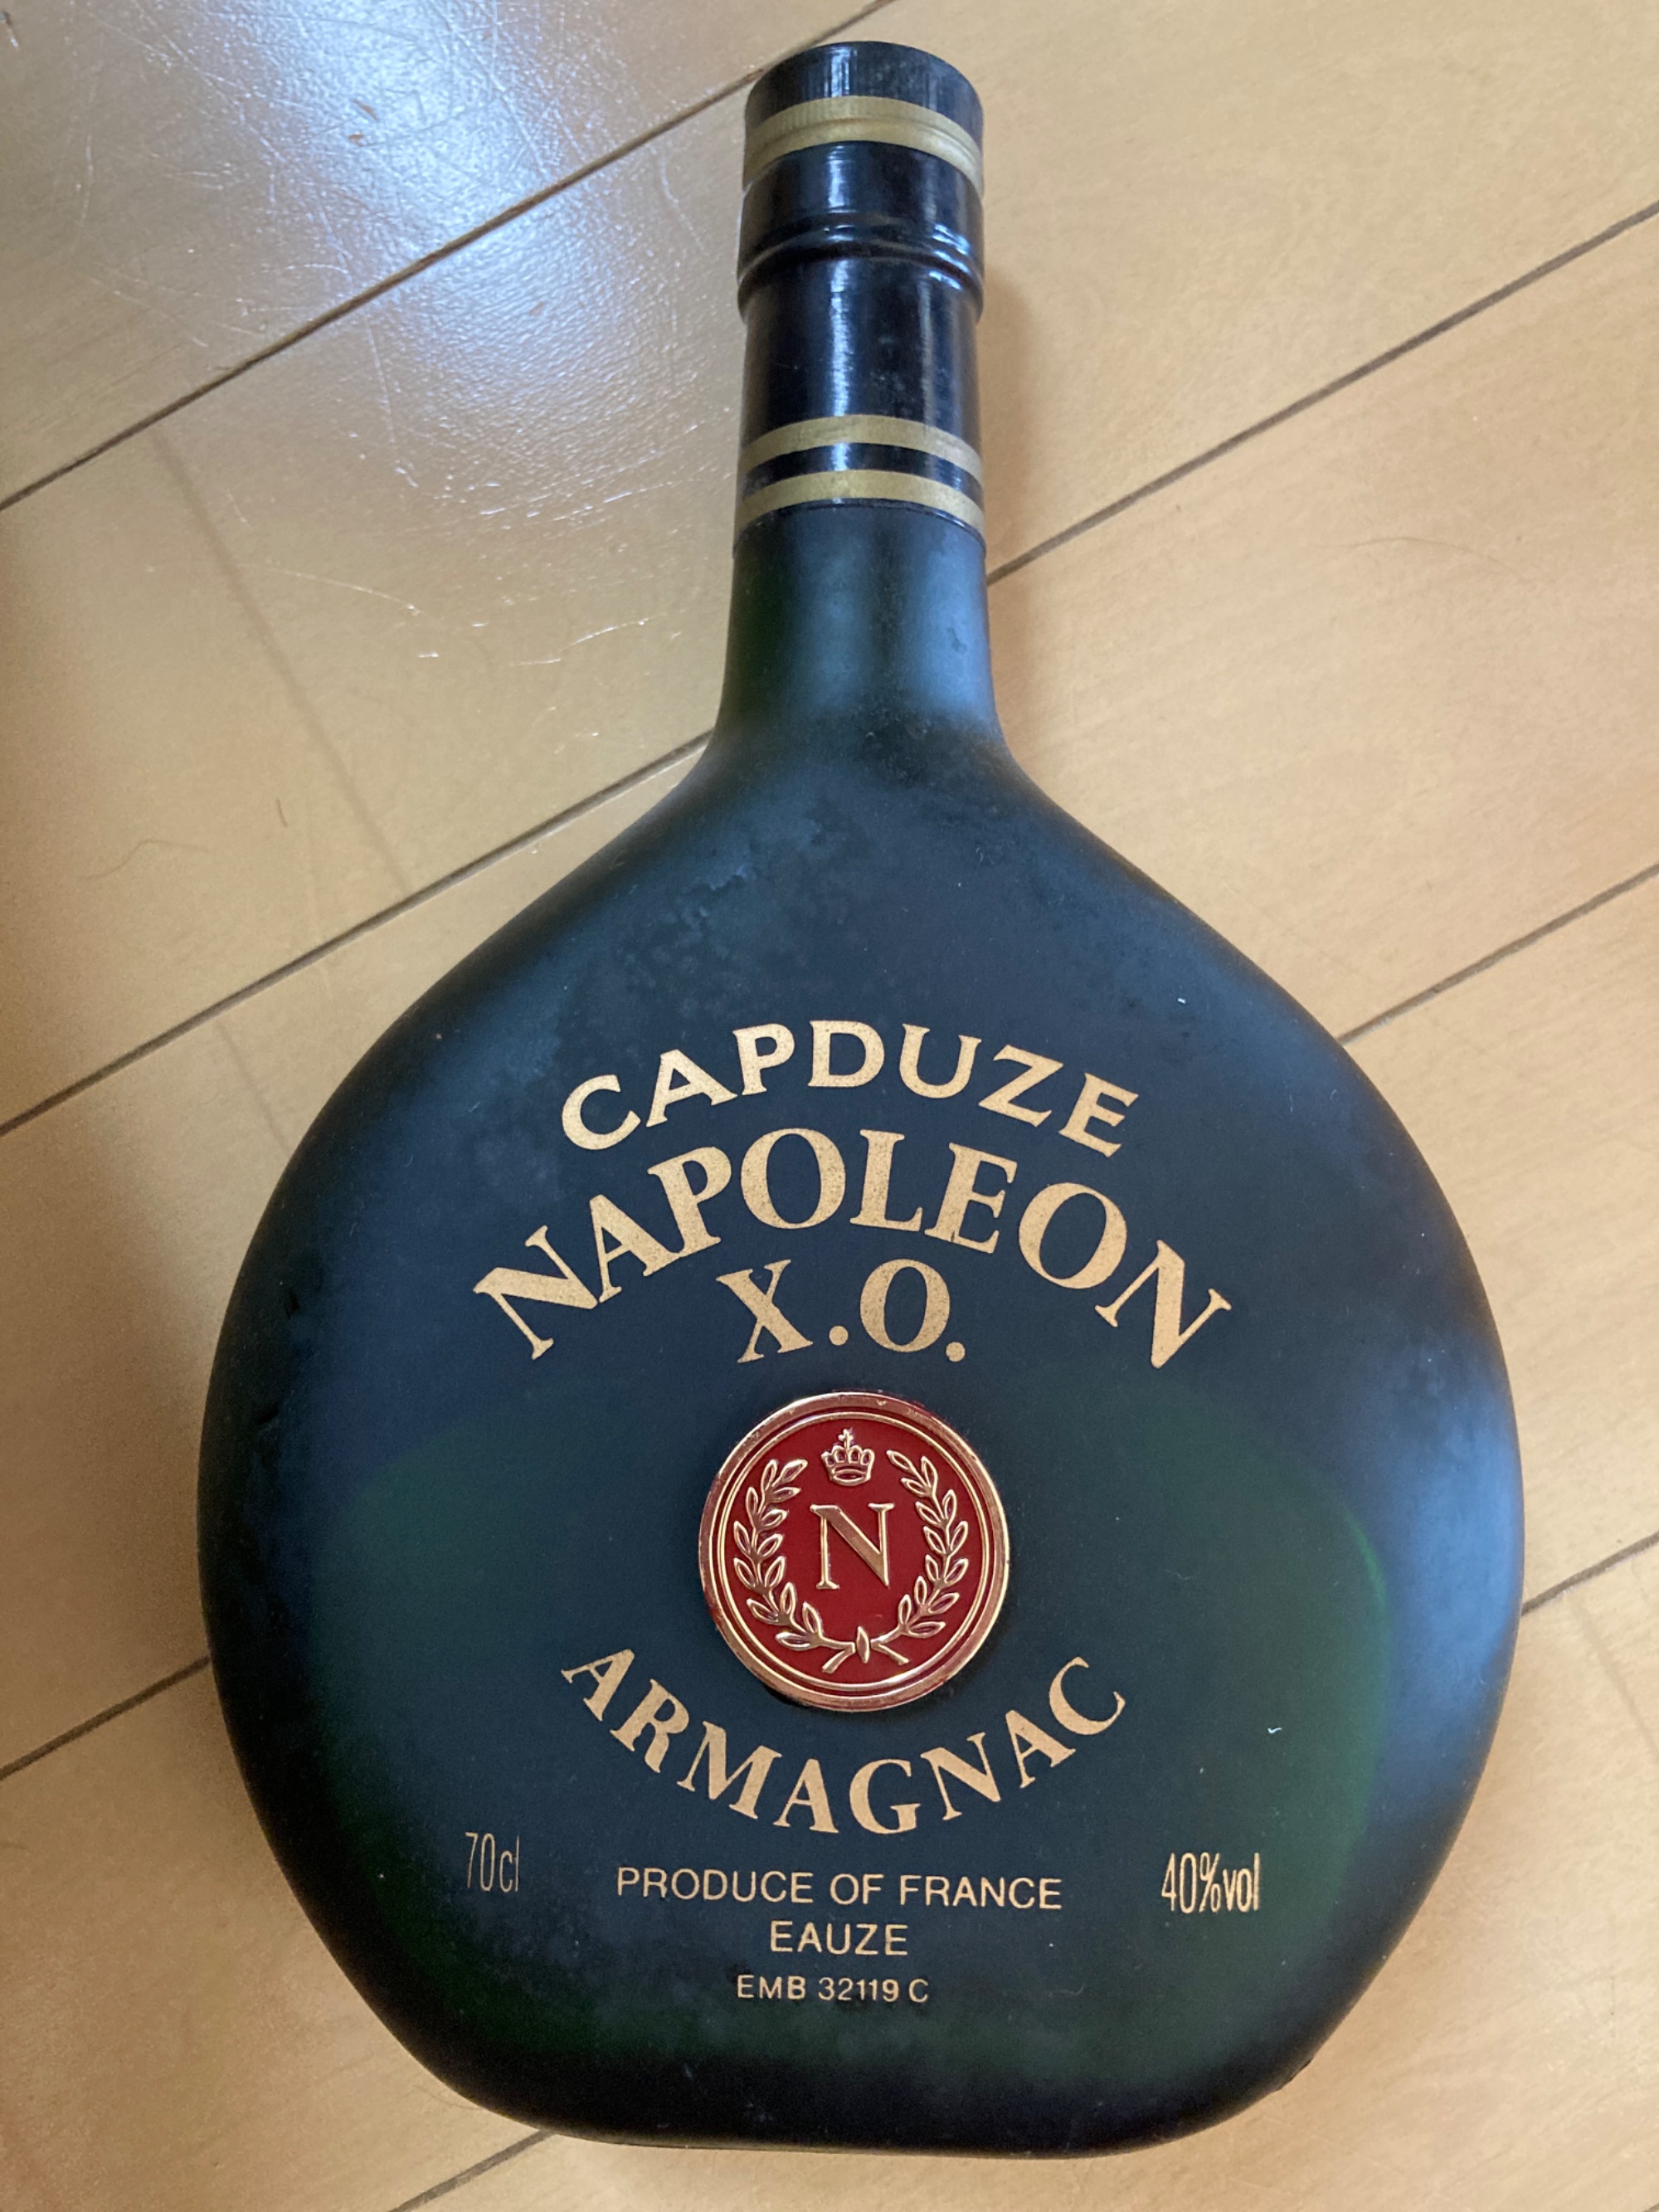 CAPDUZE
NAPOLEON
X.O.
N
ARMAGNAC
70cl
PRODUCE OF FRANCE
40%vol
EAUZE
EMB 32119 C